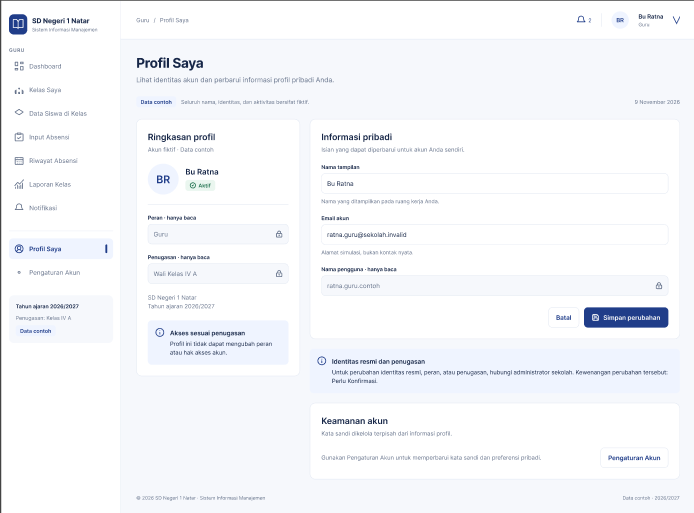 SD Negeri 1 Natar
Sistem Informasi Manajemen
GURU
Dashboard
Kelas Saya
Data Siswa di Kelas
Input Absensi
Riwayat Absensi
Laporan Kelas
Notifikasi
Profil Saya
Pengaturan Akun
Tahun ajaran 2026/2027
Penugasan: Kelas IV A
Data contoh
Guru / Profil Saya
2
BR
Bu Ratna
Guru
Profil Saya
Lihat identitas akun dan perbarui informasi profil pribadi Anda.
Data contoh Seluruh nama, identitas, dan aktivitas bersifat fiktif.
9 November 2026
Ringkasan profil
Akun fiktif · Data contoh
BR
Bu Ratna
Aktif
Peran · hanya baca
Guru
Penugasan · hanya baca
Wali Kelas IV A
SD Negeri 1 Natar
Tahun ajaran 2026/2027
Akses sesuai penugasan
Profil ini tidak dapat mengubah peran
atau hak akses akun.
Informasi pribadi
Isian yang dapat diperbarui untuk akun Anda sendiri.
Nama tampilan
Bu Ratna
Nama yang ditampilkan pada ruang kerja Anda.
Email akun
ratna.guru@sekolah.invalid
Alamat simulasi, bukan kontak nyata.
Nama pengguna · hanya baca
ratna.guru.contoh
Batal
Simpan perubahan
Identitas resmi dan penugasan
Untuk perubahan identitas resmi, peran, atau penugasan, hubungi administrator sekolah. Kewenangan perubahan tersebut:
Perlu Konfirmasi.
Keamanan akun
Kata sandi dikelola terpisah dari informasi profil.
Gunakan Pengaturan Akun untuk memperbarui kata sandi dan preferensi pribadi.
Pengaturan Akun
© 2026 SD Negeri 1 Natar · Sistem Informasi Manajemen
Data contoh · 2026/2027